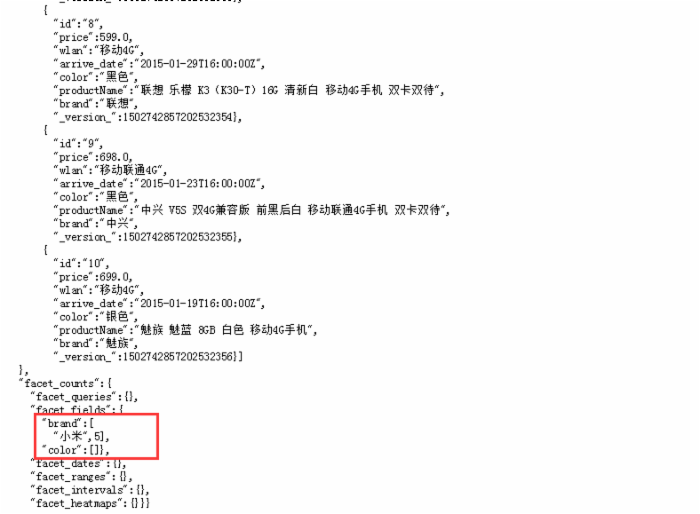 {
"id":"8",
"price":599.0,
"wlan":"移动4G",
"arrive_date":"2015-01-29T16:00:00Z",
"color":"黑色",
"productName":"联想 乐檬 K3（K30-T）16G 清新白 移动4G手机 双卡双待",
"brand":"联想",
"_version_":1502742857202532354},
{
"id":"9",
"price":698.0,
"wlan":"移动联通4G",
"arrive_date":"2015-01-23T16:00:00Z",
"color":"黑色",
"productName":"中兴 V5S 双4G兼容版 前黑后白 移动联通4G手机 双卡双待",
"brand":"中兴",
"_version_":1502742857202532355},
{
"id":"10",
"price":699.0,
"wlan":"移动4G",
"arrive_date":"2015-01-19T16:00:00Z",
"color":"银色",
"productName":"魅族 魅蓝 8GB 白色 移动4G手机",
"brand":"魅族",
"_version_":1502742857202532356}]
},
"facet_counts":{
"facet_queries":{},
"facet_fields":{
"brand":[
"小米",5],
"color":[]},
"facet_dates":{},
"facet_ranges":{},
"facet_intervals":{},
"facet_heatmaps":{}}}